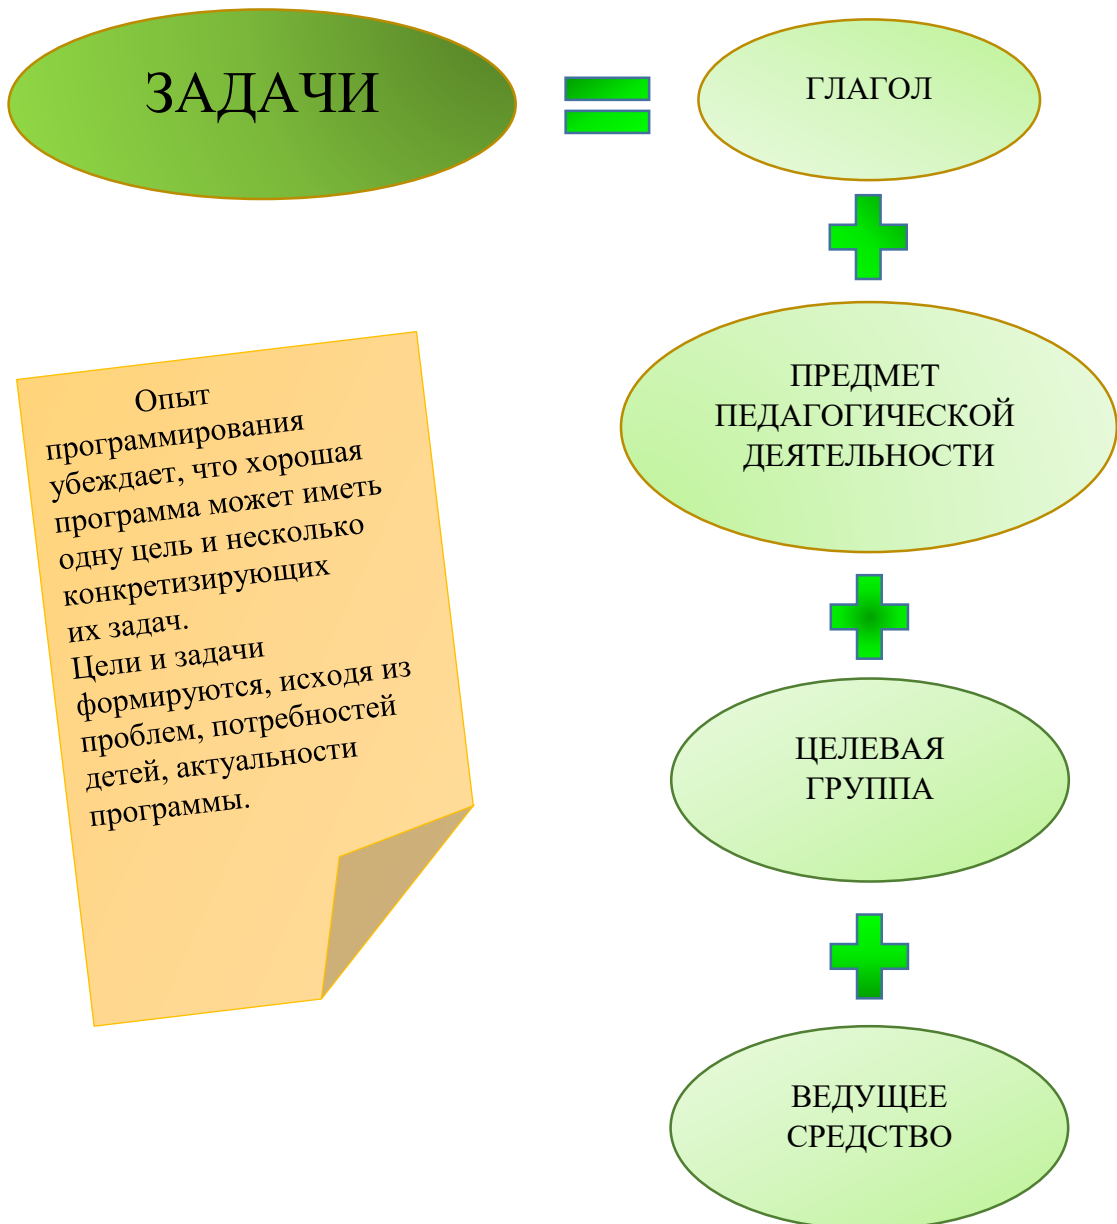 ЗАДАЧИ
ГЛАГОЛ
ПРЕДМЕТ
ПЕДАГОГИЧЕСКОЙ
ДЕЯТЕЛЬНОСТИ
ЦЕЛЕВАЯ
ГРУППА
ВЕДУЩЕЕ
СРЕДСТВО
Опыт
программирования
убеждает, что хорошая
программа может иметь
одну цель и несколько
конкретизирующих
их задач.
Цели и задачи
формируются, исходя из
проблем, потребностей
детей, актуальности
программы.